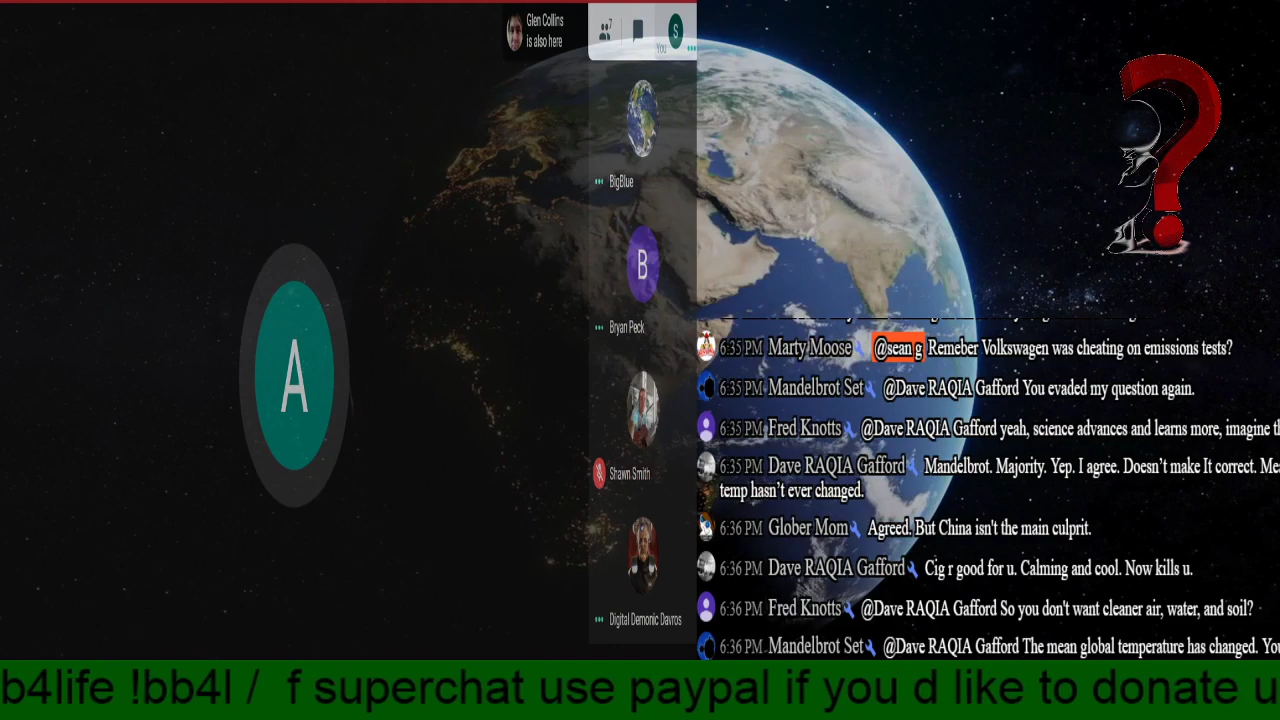 Glen Collins
is also here
7
S
You
BigBlue
B
Bryan Peck
A
Shawn Smith
Digital Demonic Davros
?
6:35 PM Marty Moose @sean g Remeber Volkswagen was cheating on emissions tests?
6:35 PM Mandelbrot Set @Dave RAQIA Gafford You evaded my question again.
6:35 PM Fred Knotts @Dave RAQIA Gafford yeah, science advances and learns more, imagine
6:35 PM Dave RAQIA Gafford Mandelbrot. Majority. Yep. I agree. Doesn't make It correct.
temp hasn't ever changed.
6:36 PM Glober Mom Agreed. But China isn't the main culprit.
6:36 PM Dave RAQIA Gafford Cig r good for u. Calming and cool. Now kills u.
6:36 PM Fred Knotts @Dave RAQIA Gafford So you don't want cleaner air, water, and soil?
6:36 PM Mandelbrot Set @Dave RAQIA Gafford The mean global temperature has changed.
b4life !bb4l / f superchat use paypal if you d like to donate u